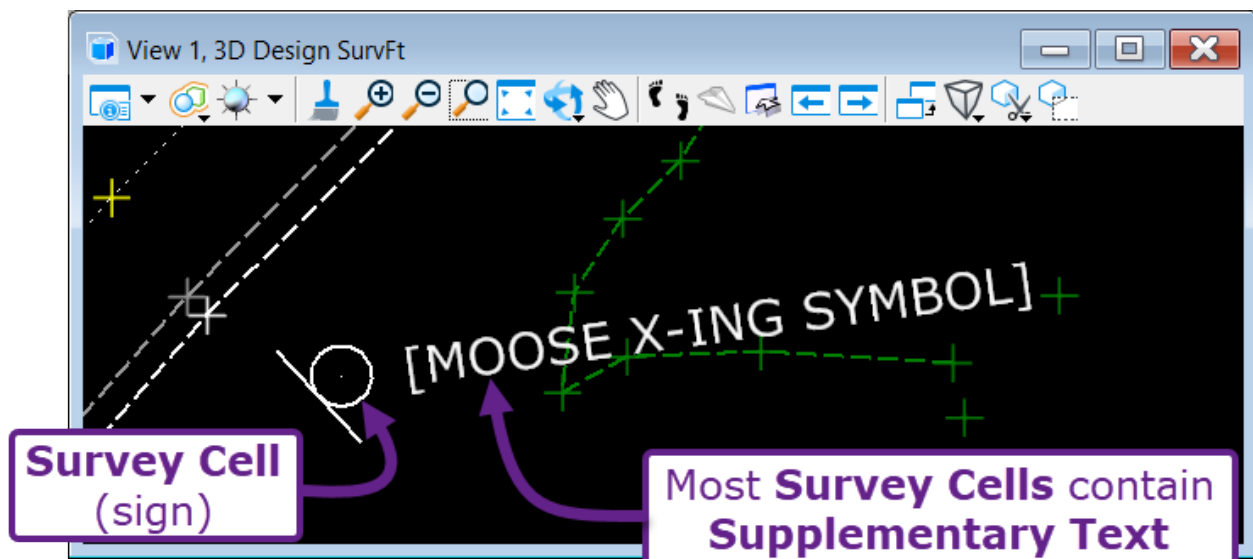 View 1, 3D Design SurvFt
[MOOSE X-ING SYMBOL]
Survey Cell
(sign)
Most Survey Cells contain
Supplementary Text